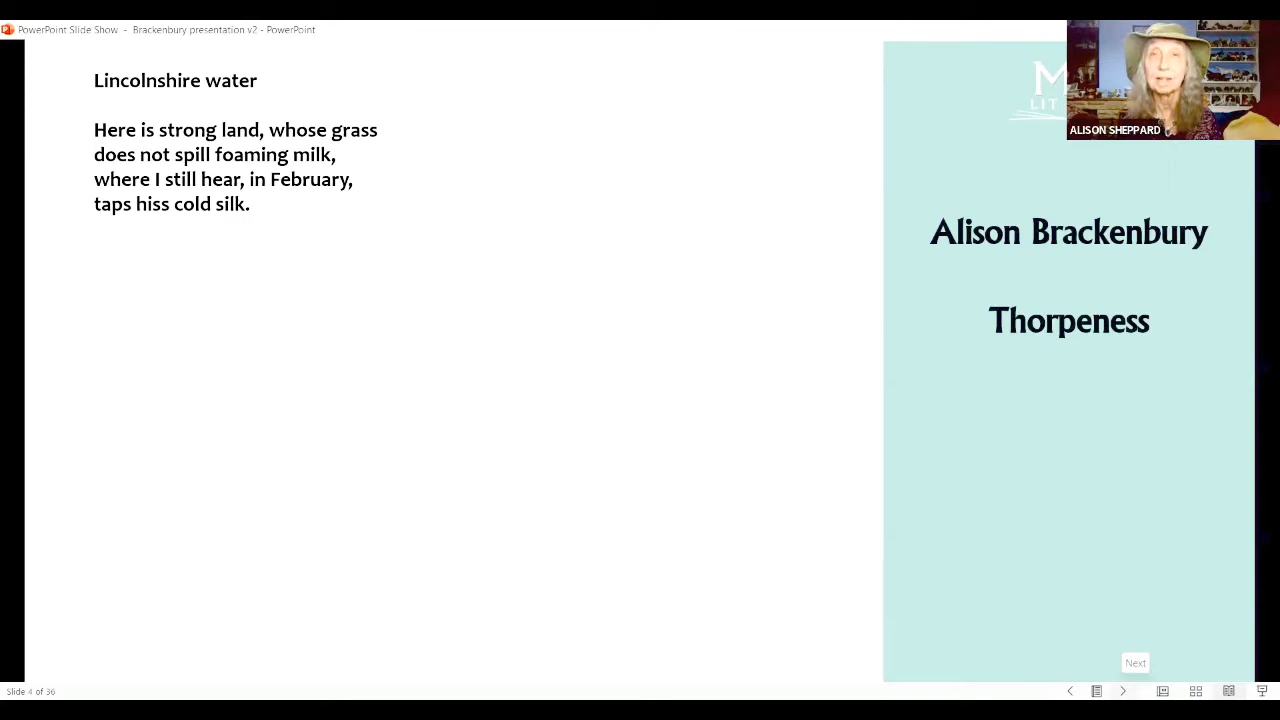 PowerPoint Slide Show - Brackenbury presentation v2 - PowerPoint
Lincolnshire water
Here is strong land, whose grass
does not spill foaming milk,
where I still hear, in February,
taps hiss cold silk.
M
LIT
ALISON SHEPPARD
Alison Brackenbury
Thorpeness
Next
Slide 4 of 36